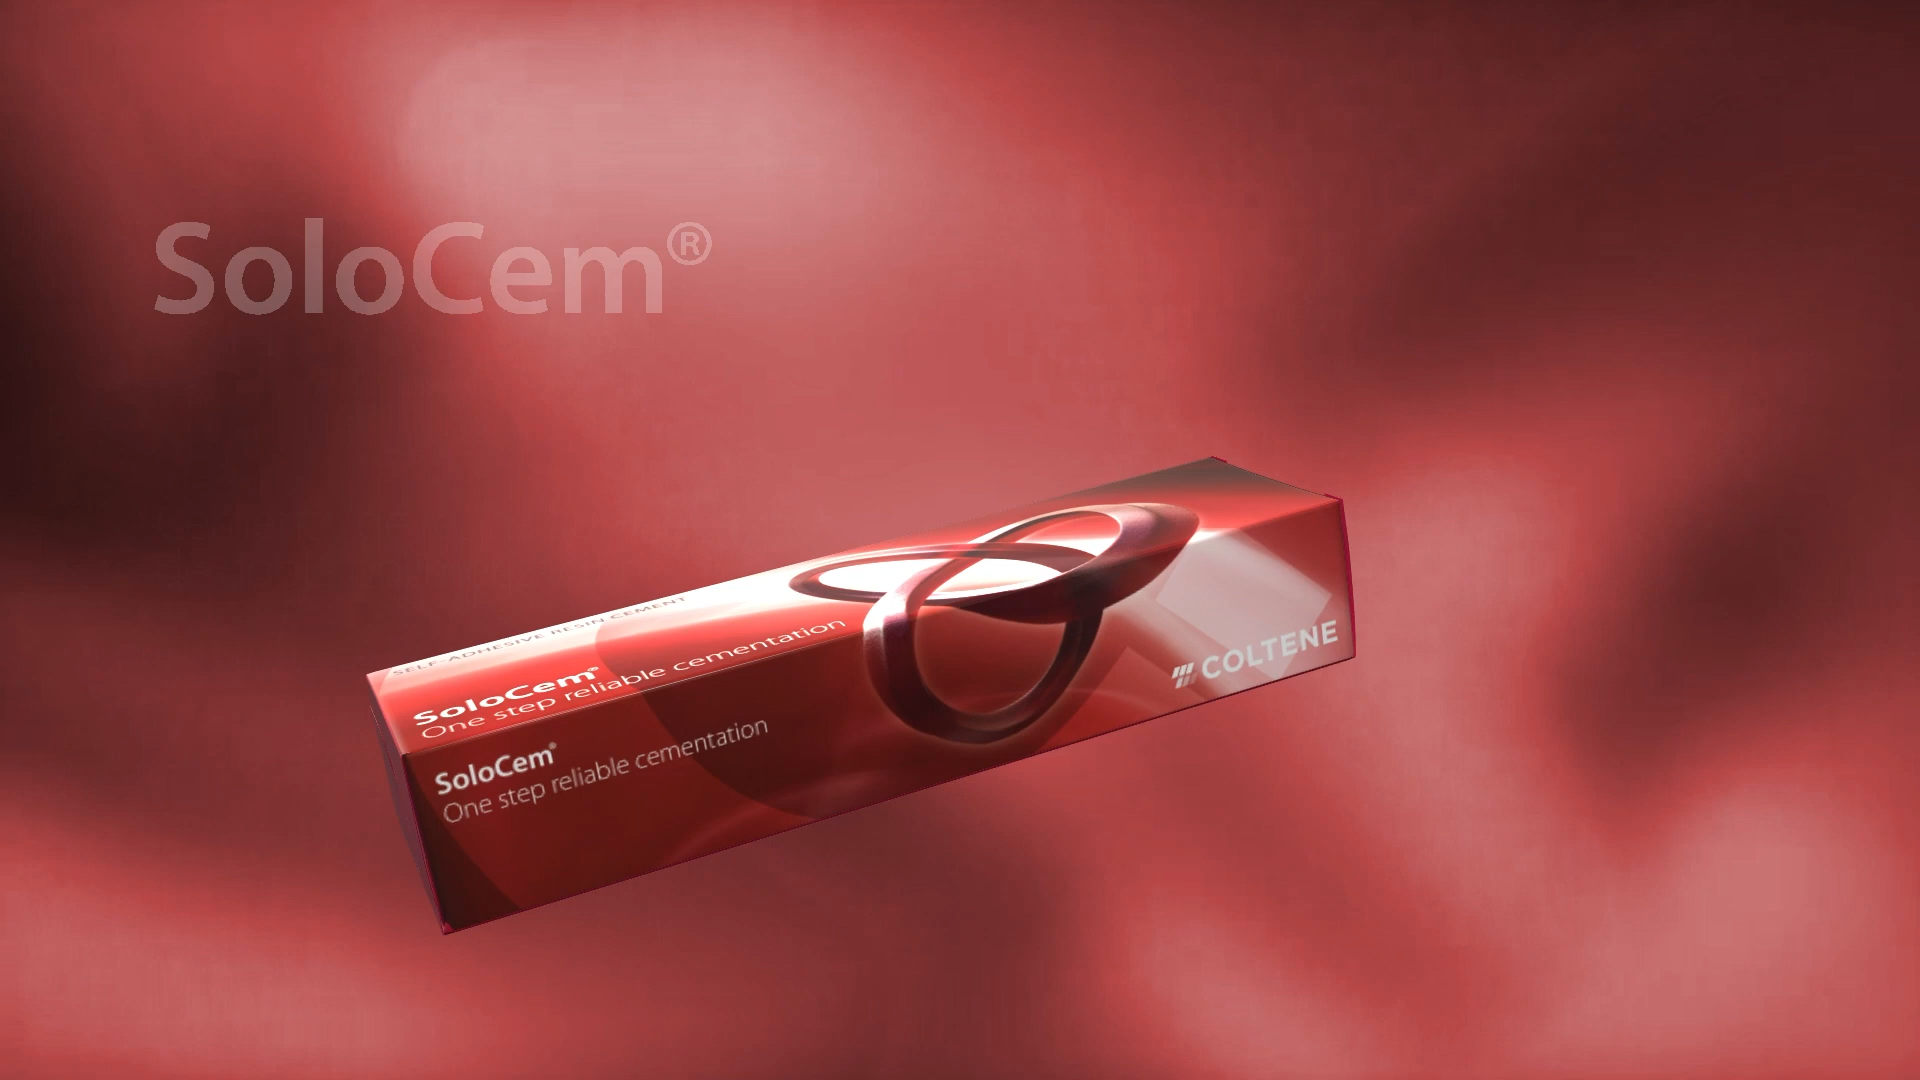 SoloCem®
SELF-ADHESIVE RESIN CEMENT
SoloCem®
One step reliable cementation
SoloCem®
One step reliable cementation
COLTENE